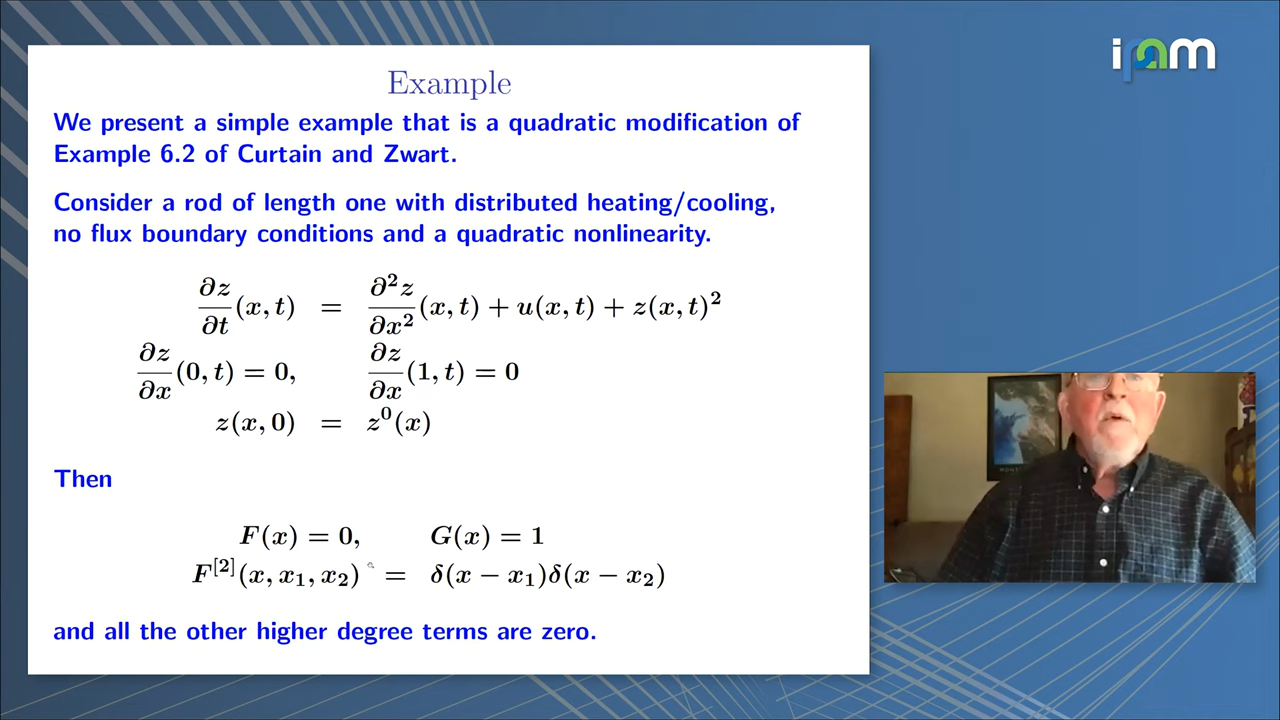 ipam
Example
We present a simple example that is a quadratic modification of
Example 6.2 of Curtain and Zwart.
Consider a rod of length one with distributed heating/cooling,
no flux boundary conditions and a quadratic nonlinearity.
∂z/∂t (x, t) = ∂²z/∂x² (x, t) + u(x, t) + z(x, t)²
∂z/∂x (0, t) = 0, ∂z/∂x (1, t) = 0
z(x, 0) = z⁰(x)
Then
F(x) = 0, G(x) = 1
F^[2](x, x₁, x₂) = δ(x − x₁)δ(x − x₂)
and all the other higher degree terms are zero.